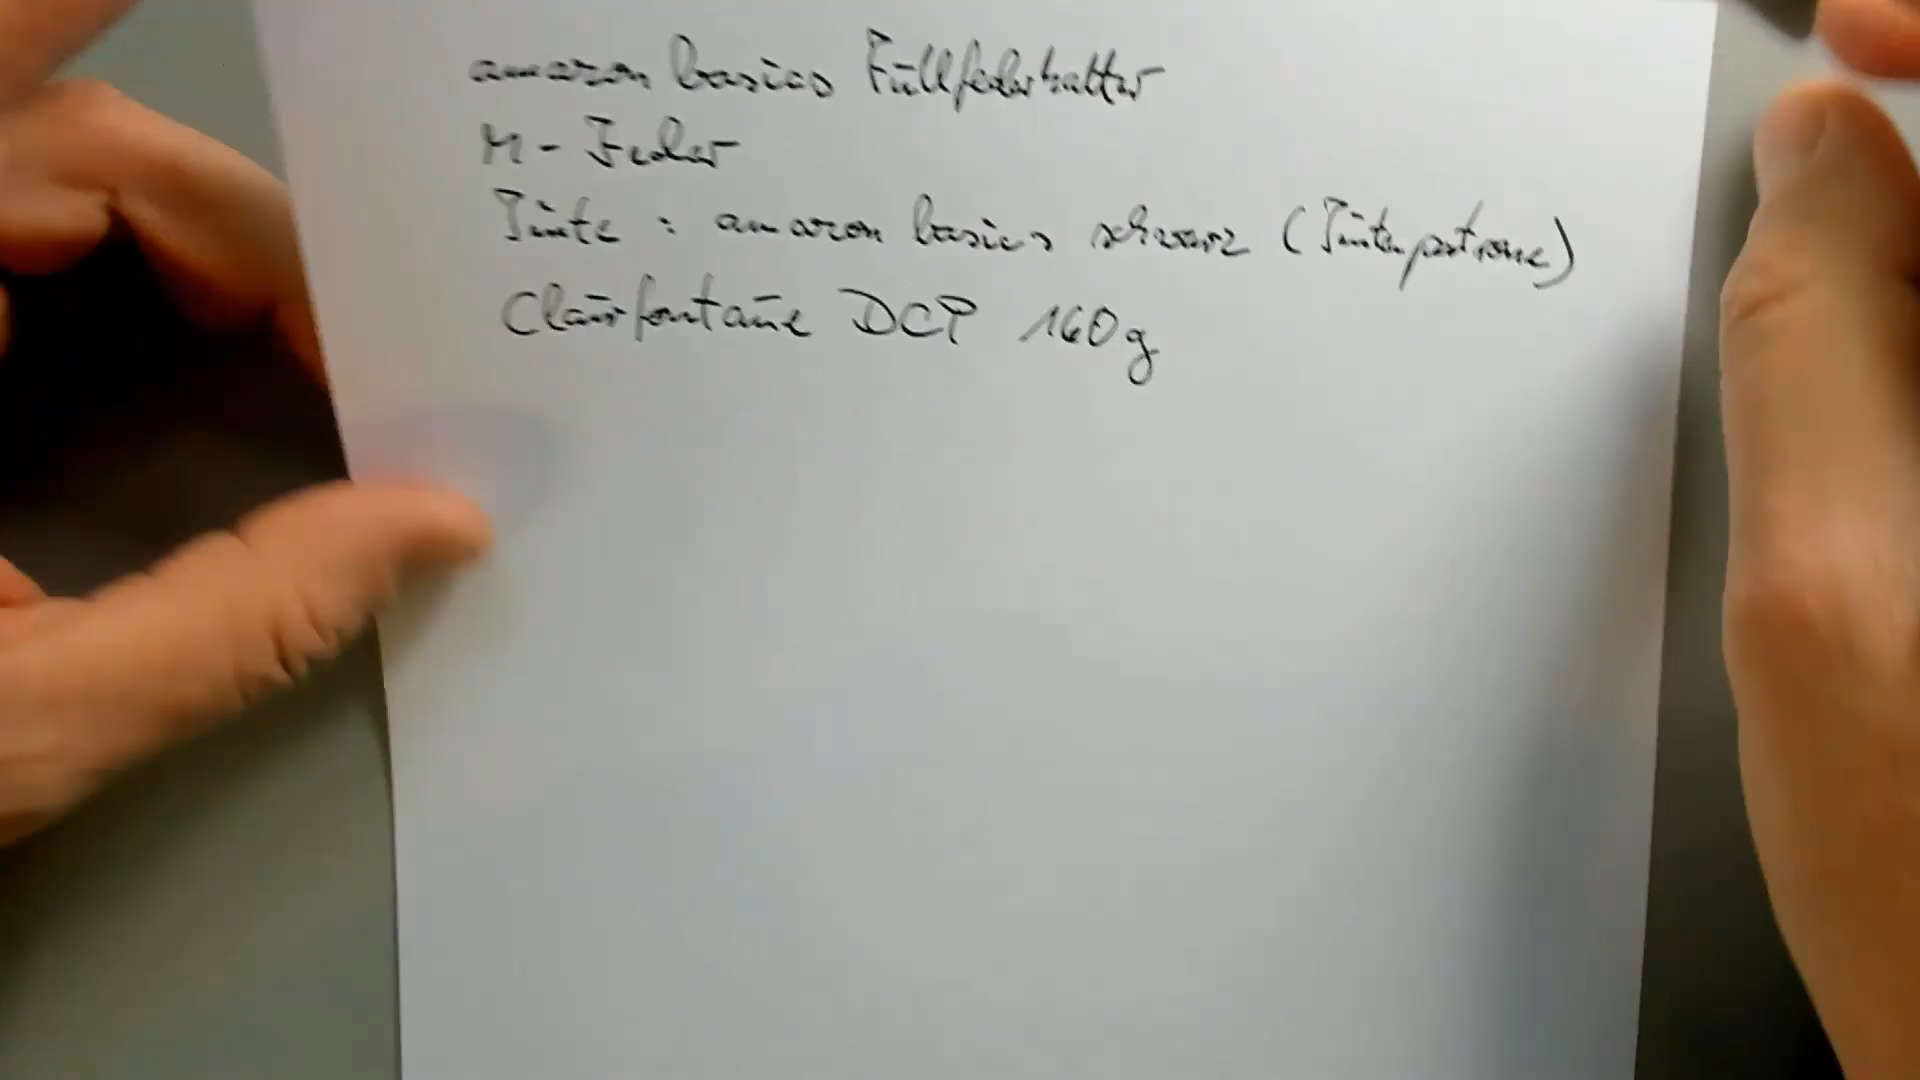 amazon basics Füllfederhalter
M - Feder
Tinte : amazon basics schwarz (Tintenpatrone)
Clairfontaine DCP 160g